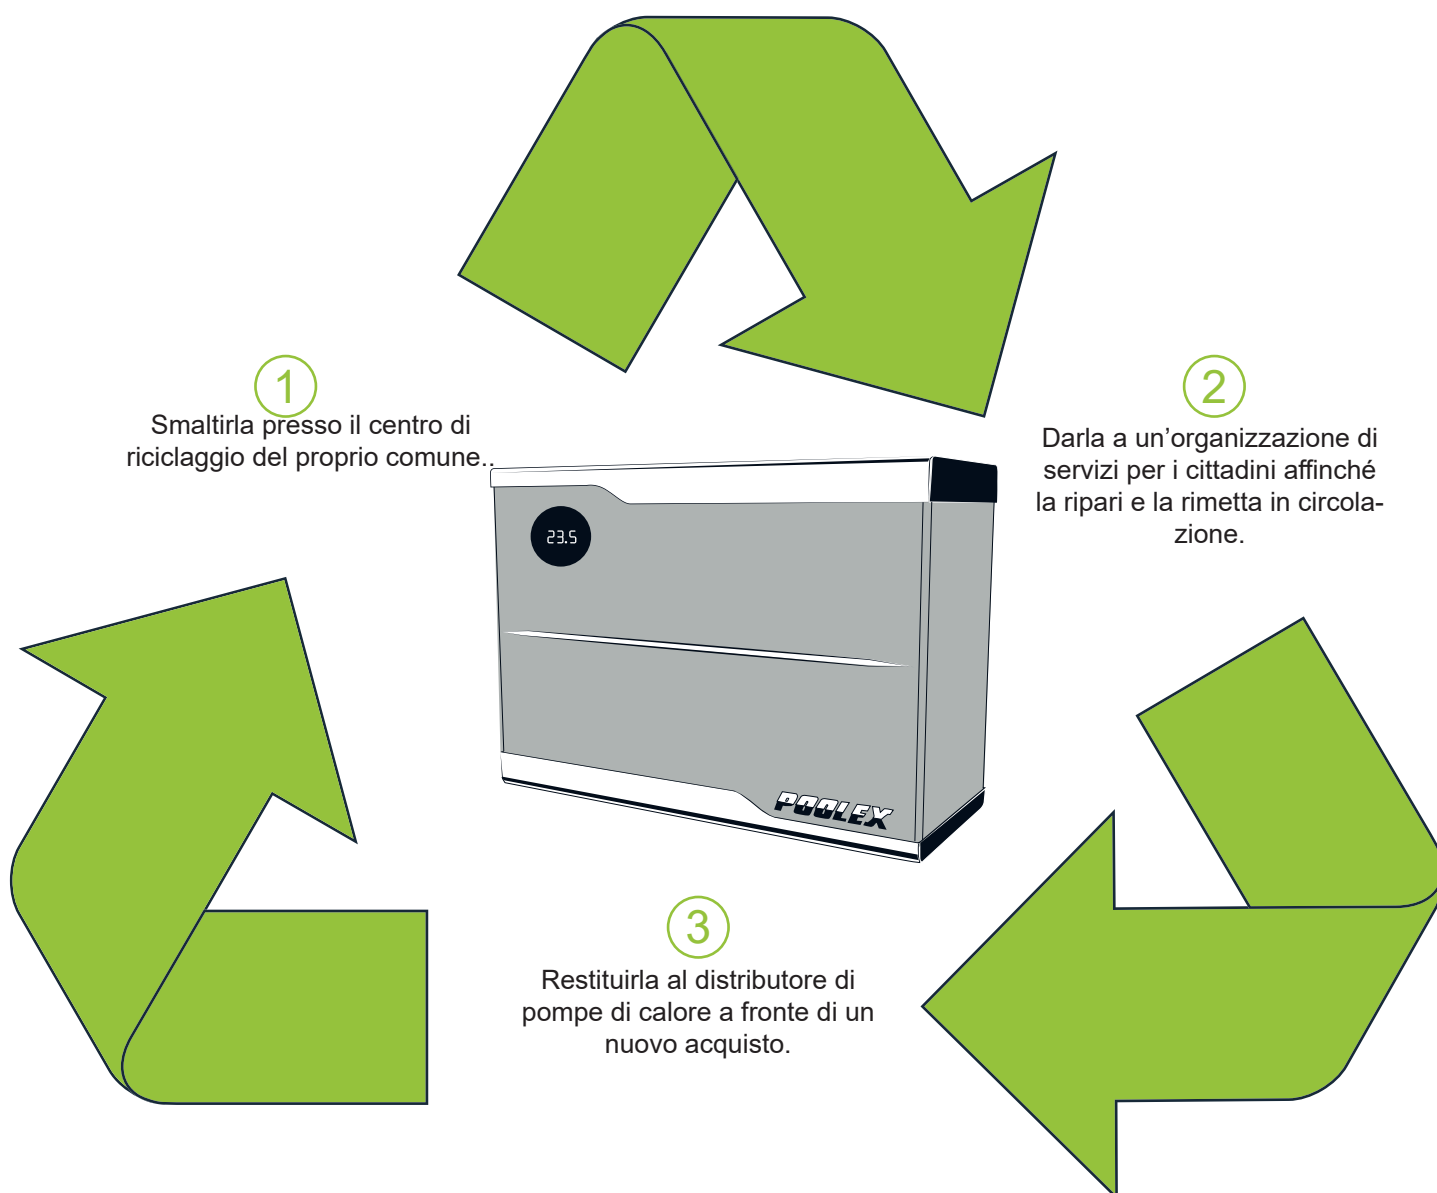 1
Smaltirla presso il centro di
riciclaggio del proprio comune..
2
Darla a un’organizzazione di
servizi per i cittadini affinché
la ripari e la rimetta in circola-
zione.
23.5
POOLEX
3
Restituirla al distributore di
pompe di calore a fronte di un
nuovo acquisto.